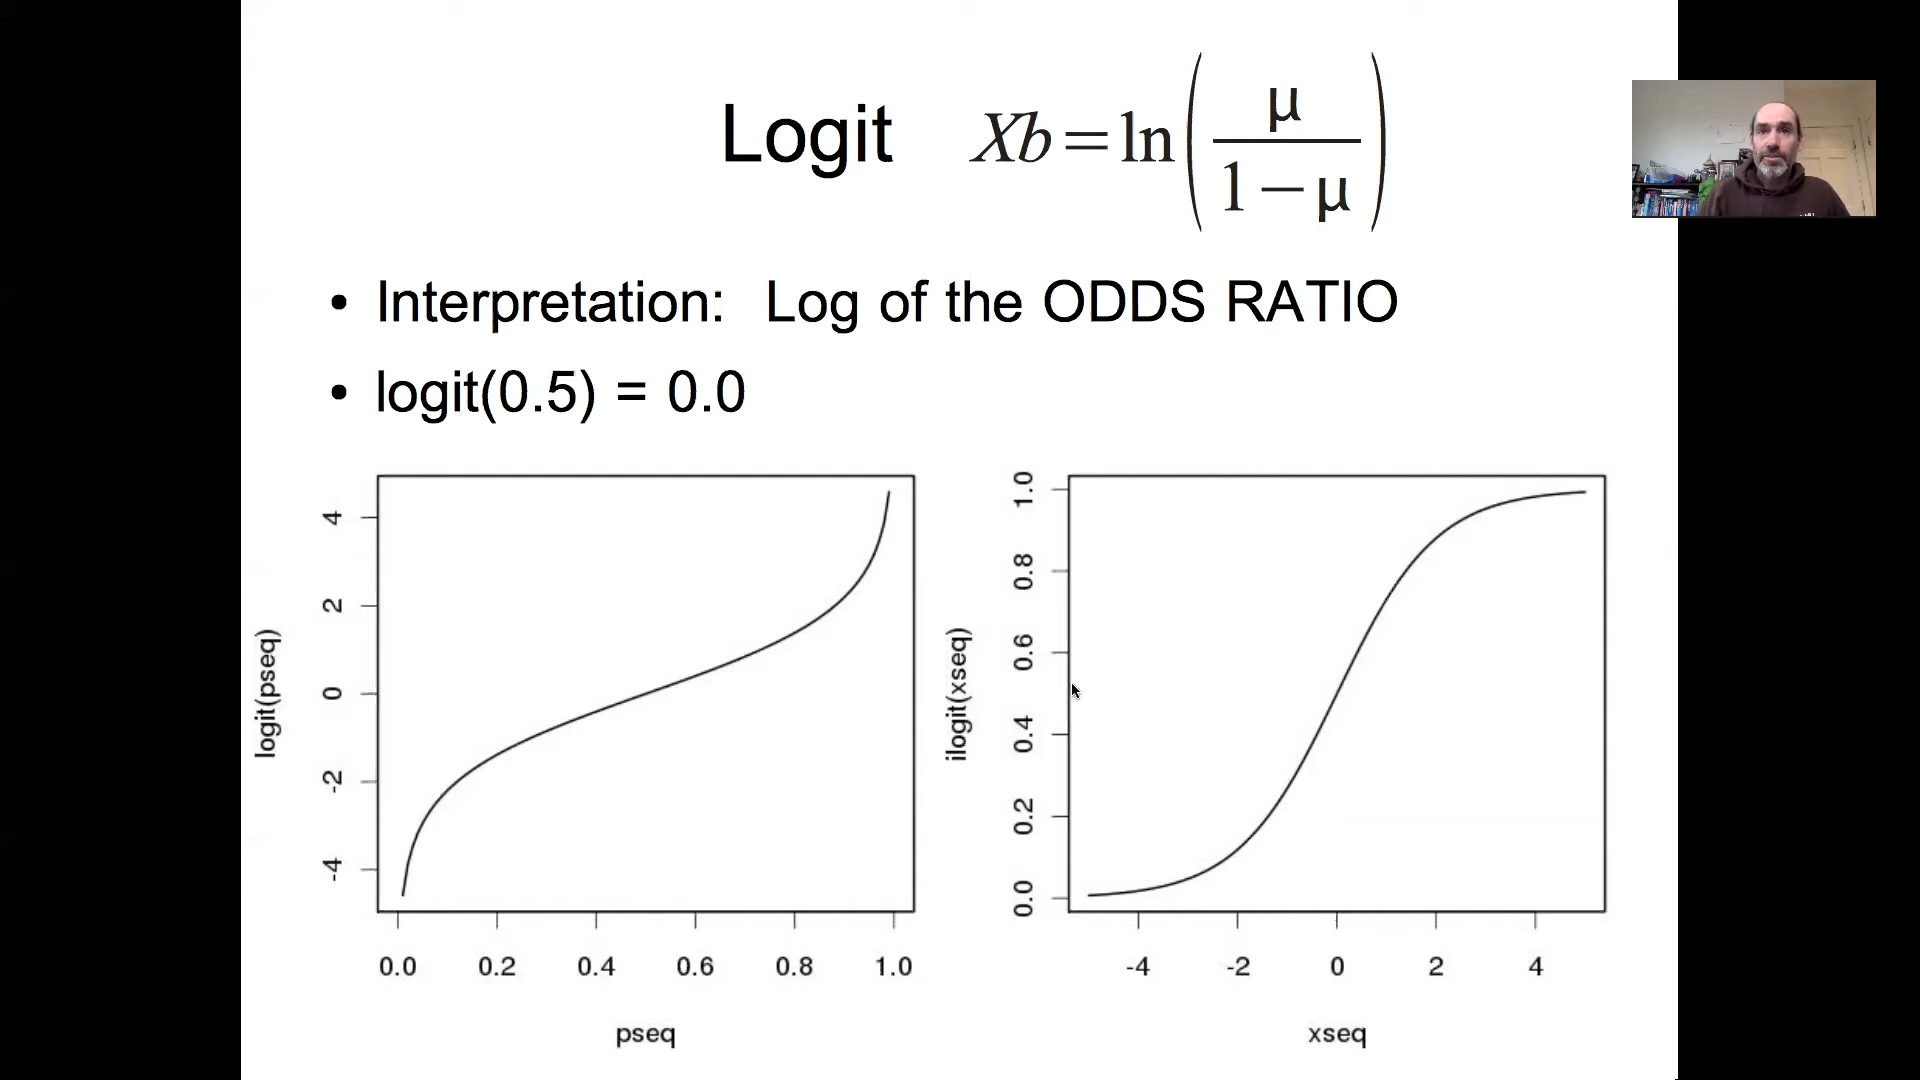 Logit Xb = ln(μ / 1−μ)
• Interpretation: Log of the ODDS RATIO
• logit(0.5) = 0.0
logit(pseq)
4
2
0
-2
-4
0.0 0.2 0.4 0.6 0.8 1.0
pseq
ilogit(xseq)
1.0
0.8
0.6
0.4
0.2
0.0
-4 -2 0 2 4
xseq